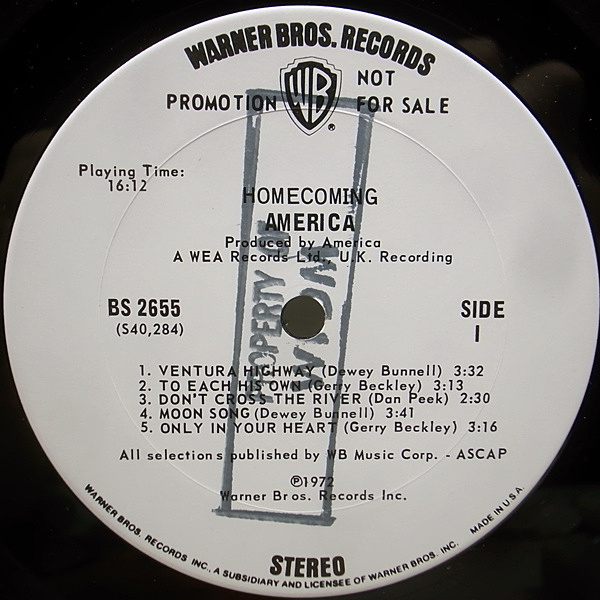 WARNER BROS. RECORDS
WB
®
PROMOTION NOT FOR SALE
Playing Time:
16:12
HOMECOMING
AMERICA
Produced by America
A WEA Records Ltd., U.K. Recording
PROPERTY OF
BS 2655
(S40,284)
SIDE
1
1. VENTURA HIGHWAY (Dewey Bunnell) 3:32
2. TO EACH HIS OWN (Gerry Beckley) 3:13
3. DON'T CROSS THE RIVER (Dan Peek) 2:30
4. MOON SONG (Dewey Bunnell) 3:41
5. ONLY IN YOUR HEART (Gerry Beckley) 3:16
All selections published by WB Music Corp. - ASCAP
℗1972
Warner Bros. Records Inc.
STEREO
WARNER BROS. RECORDS INC., A SUBSIDIARY AND LICENSEE OF WARNER BROS. INC. MADE IN U.S.A.